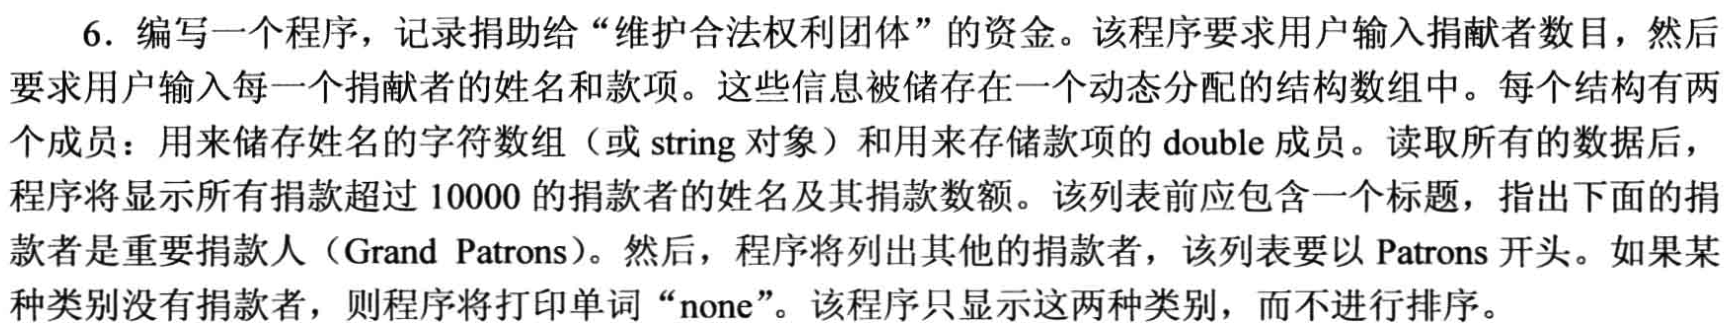 6．编写一个程序，记录捐助给“维护合法权利团体”的资金。该程序要求用户输入捐献者数目，然后
要求用户输入每一个捐献者的姓名和款项。这些信息被储存在一个动态分配的结构数组中。每个结构有两
个成员：用来储存姓名的字符数组（或 string 对象）和用来存储款项的 double 成员。读取所有的数据后，
程序将显示所有捐款超过 10000 的捐款者的姓名及其捐款数额。该列表前应包含一个标题，指出下面的捐
款者是重要捐款人（Grand Patrons）。然后，程序将列出其他的捐款者，该列表要以 Patrons 开头。如果某
种类别没有捐款者，则程序将打印单词“none”。该程序只显示这两种类别，而不进行排序。